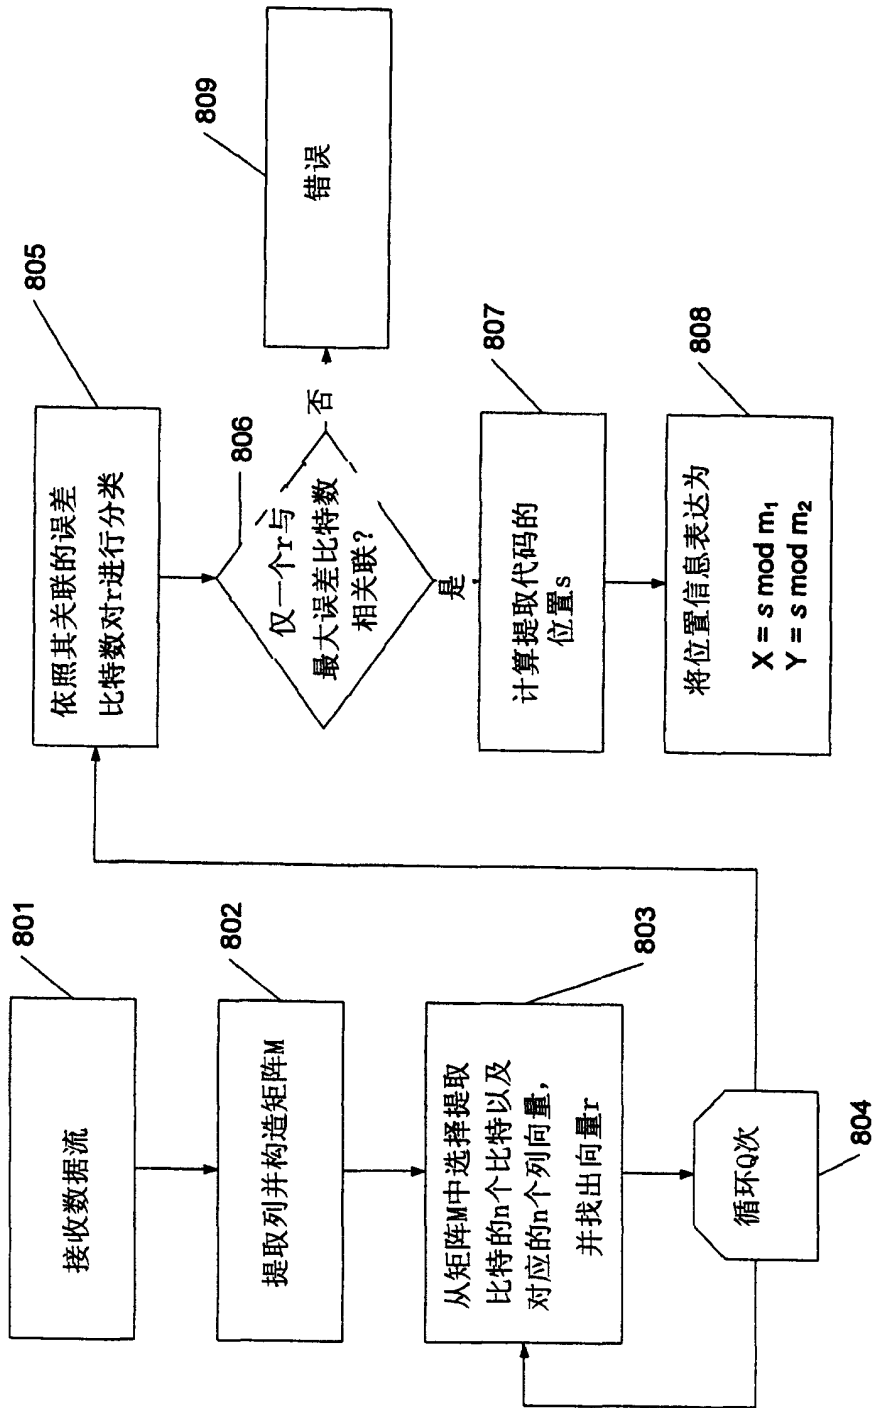 801
接收数据流
802
提取列并构造矩阵M
803
从矩阵M中选择提取
比特的n个比特以及
对应的n个列向量，
并找出向量r
循环Q次
804
805
依照其关联的误差
比特数对r进行分类
806
仅一个r与
最大误差比特数
相关联?
否
是
809
错误
807
计算提取代码的
位置s
808
将位置信息表达为
X = s mod m₁
Y = s mod m₂